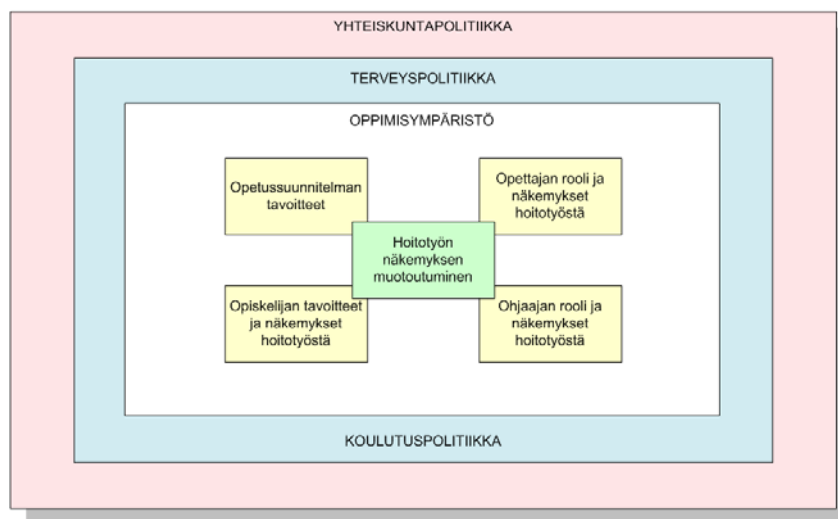 YHTEISKUNTAPOLITIIKKA
TERVEYSPOLITIIKKA
OPPIMISYMPÄRISTÖ
Opetussuunnitelman
tavoitteet
Opettajan rooli ja
näkemykset
hoitotyöstä
Hoitotyön
näkemyksen
muotoutuminen
Opiskelijan tavoitteet
ja näkemykset
hoitotyöstä
Ohjaajan rooli ja
näkemykset
hoitotyöstä
KOULUTUSPOLITIIKKA